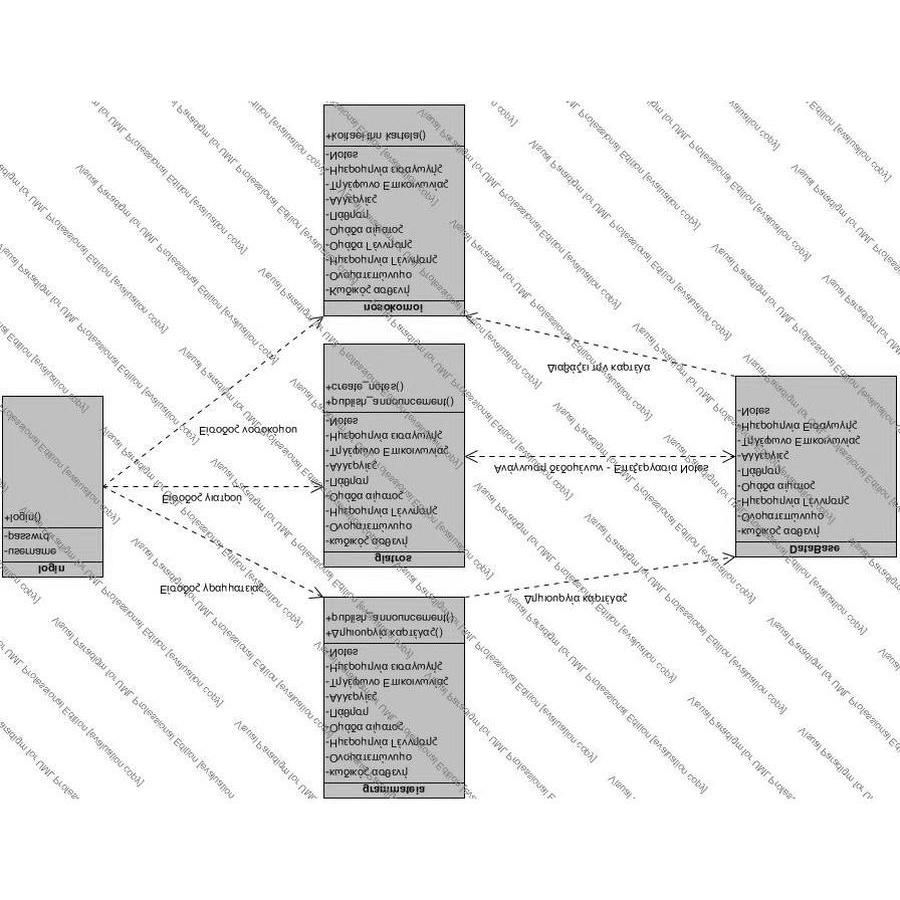 grammateia
-κωδικός ασθενή
-Ονοματεπώνυμο
-Ημερομηνία Γέννησης
-Ομάδα αίματος
-Πάθηση
-Αλλεργίες
-Τηλέφωνο Επικοινωνίας
-Ημερομηνία εισαγωγής
-Notes
+Δημιουργία καρτέλας()
+publish_announcement()
Είσοδος γραμματείας
Δημιουργία καρτέλας
login
-username
-passwrd
+login()
Είσοδος γιατρού
giatros
-κωδικός ασθενή
-Ονοματεπώνυμο
-Ημερομηνία Γέννησης
-Ομάδα αίματος
-Πάθηση
-Αλλεργίες
-Τηλέφωνο Επικοινωνίας
-Ημερομηνία εισαγωγής
-Notes
+publish_announcement()
+create_notes()
Ανάγνωση δεδομένων - Επεξεργασία Notes
DataBase
-κωδικός ασθενή
-Ονοματεπώνυμο
-Ημερομηνία Γέννησης
-Ομάδα αίματος
-Πάθηση
-Αλλεργίες
-Τηλέφωνο Επικοινωνίας
-Ημερομηνία Εισαγωγής
-Notes
Είσοδος νοσοκόμου
Διαβάζει την καρτέλα
nosokomoi
-Κωδικός ασθενή
-Ονοματεπώνυμο
-Ημερομηνία Γέννησης
-Ομάδα Γέννησης
-Ομάδα αίματος
-Πάθηση
-Αλλεργίες
-Τηλέφωνο Επικοινωνίας
-Ημερομηνία εισαγωγής
-Notes
+koitaei thn kartela()
Visual Paradigm for UML Professional Edition [evaluation copy]